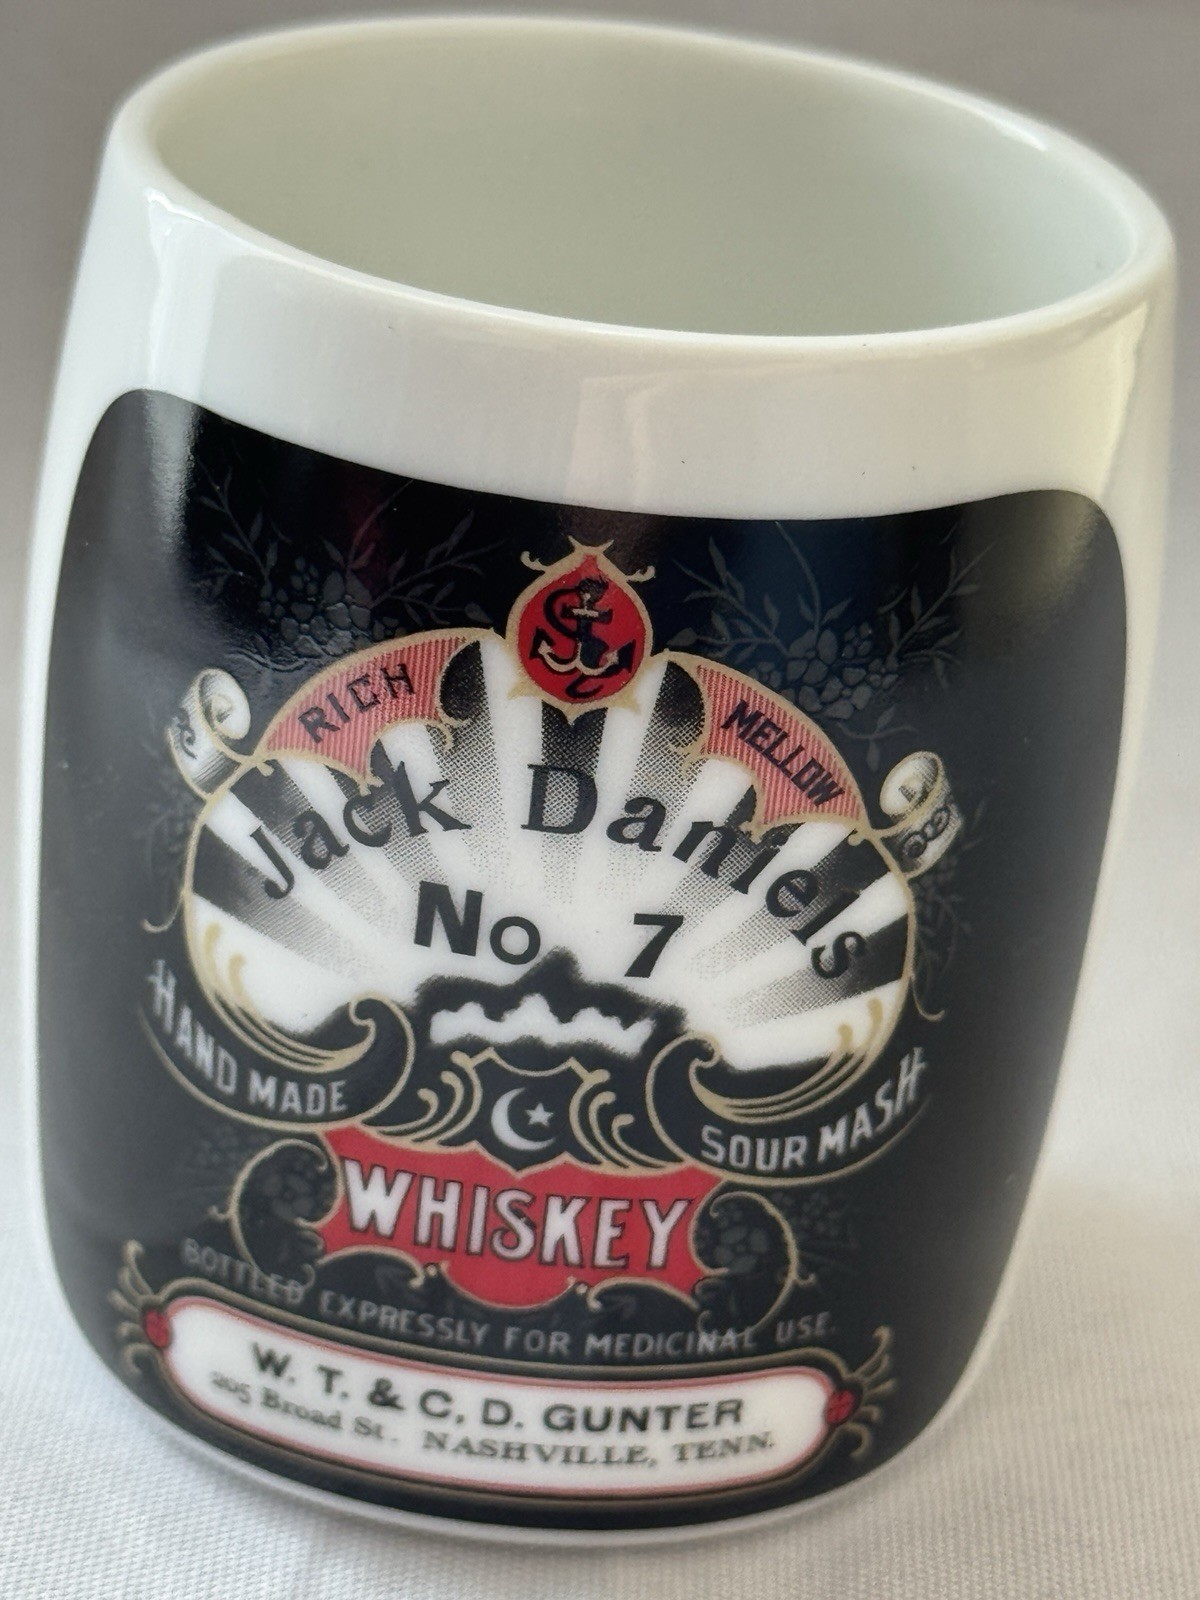 RICH MELLOW
Jack Daniels
No 7
HAND MADE SOUR MASH
WHISKEY
BOTTLED EXPRESSLY FOR MEDICINAL USE.
W. T. & C. D. GUNTER
205 Broad St. NASHVILLE, TENN.